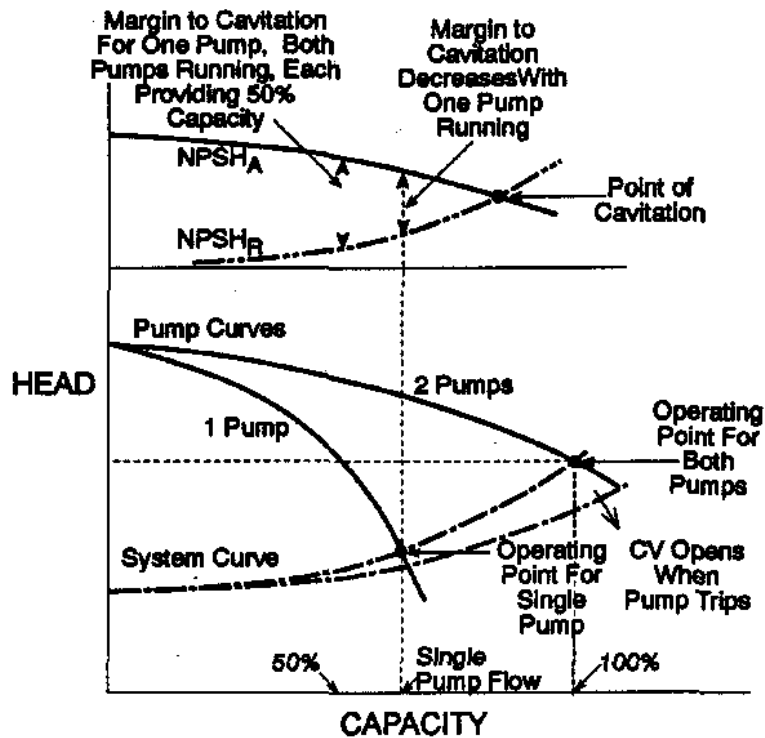 Margin to Cavitation
For One Pump, Both
Pumps Running, Each
Providing 50%
Capacity
Margin to
Cavitation
DecreasesWith
One Pump
Running
NPSHA
Point of
Cavitation
NPSHR
Pump Curves
HEAD
2 Pumps
1 Pump
Operating
Point For
Both
Pumps
System Curve
Operating
Point For
Single
Pump
CV Opens
When
Pump Trips
50%
Single
Pump Flow
100%
CAPACITY